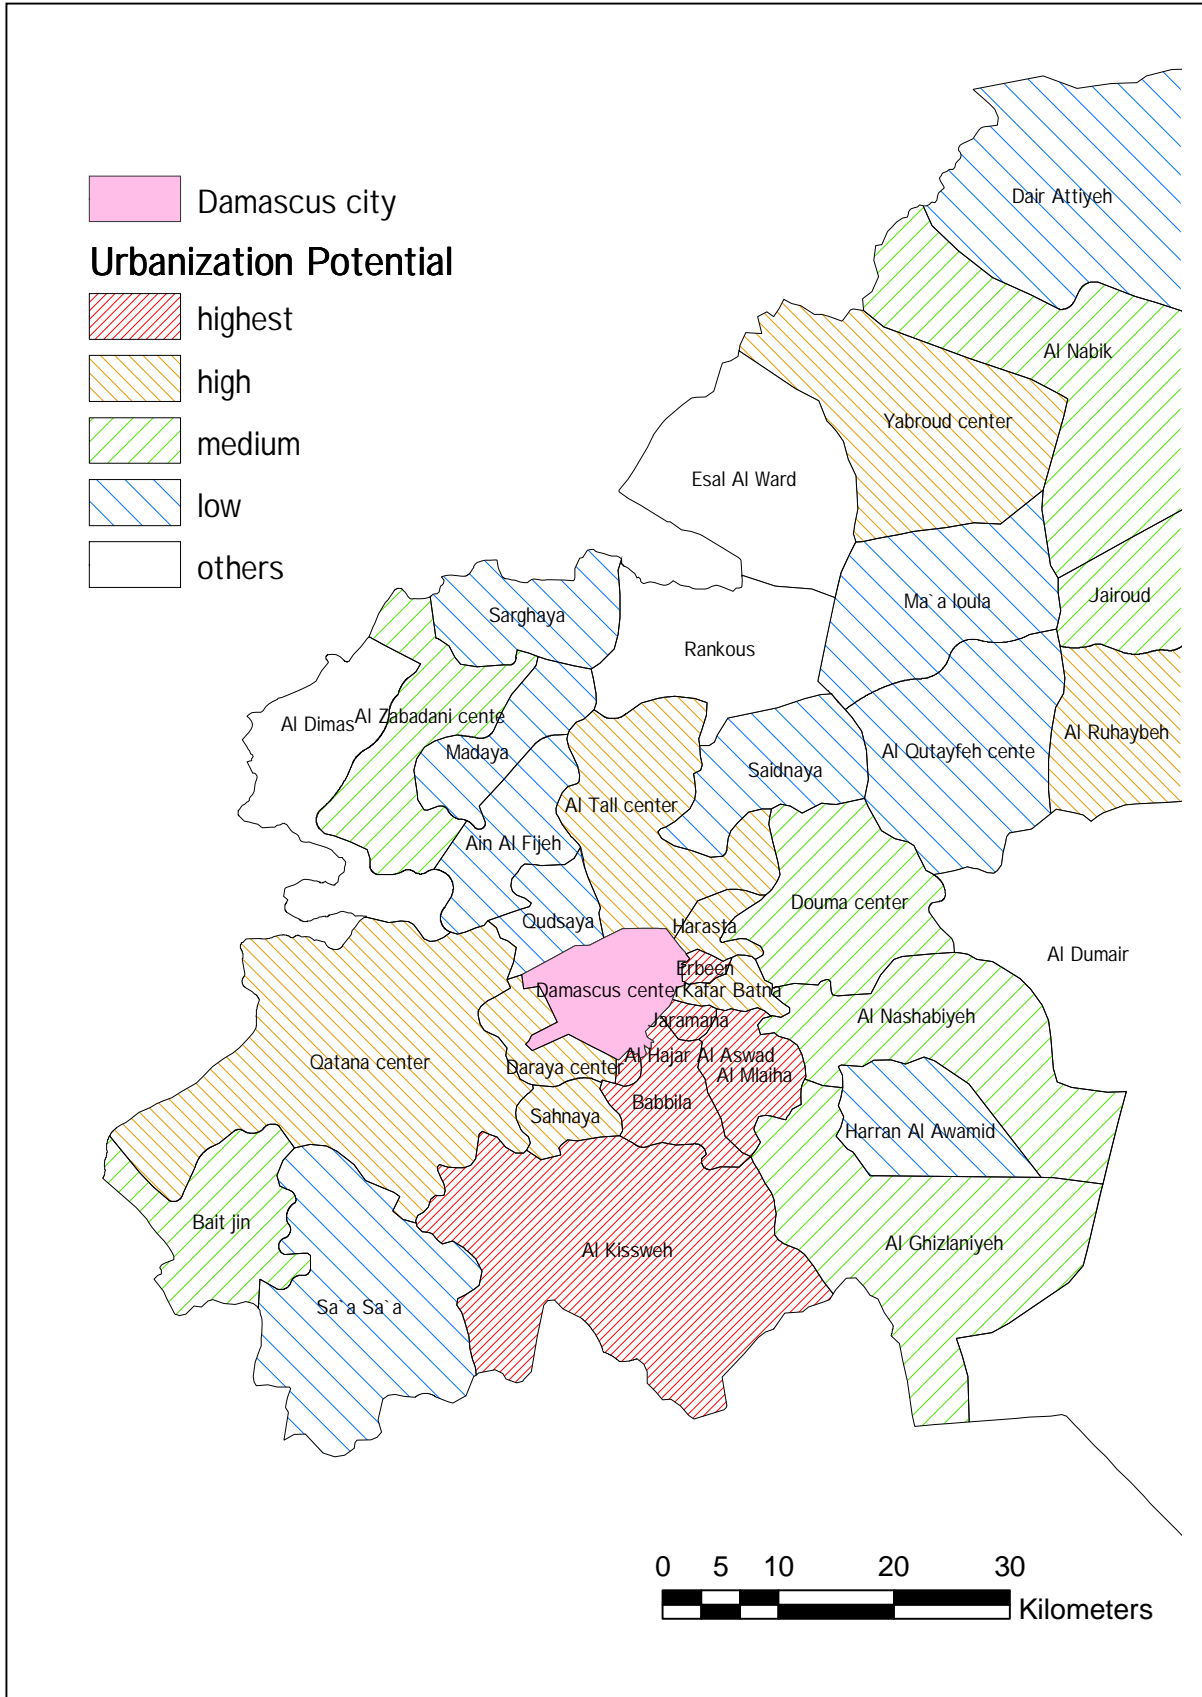 Damascus city
Urbanization Potential
highest
high
medium
low
others
Dair Attiyeh
Al Nabik
Yabroud center
Esal Al Ward
Jairoud
Ma`a loula
Sarghaya
Rankous
Al Dimas
Al Zabadani cente
Al Ruhaybeh
Madaya
Al Qutayfeh cente
Saidnaya
Al Tall center
Ain Al Fijeh
Douma center
Qudsaya
Harasta
Al Dumair
Erbeen
Damascus center
Kafar Batna
Al Nashabiyeh
Jaramana
Qatana center
Al Hajar Al Aswad
Daraya center
Al Mlaiha
Babbila
Sahnaya
Harran Al Awamid
Bait jin
Al Kissweh
Al Ghizlaniyeh
Sa`a Sa`a
0 5 10 20 30
Kilometers